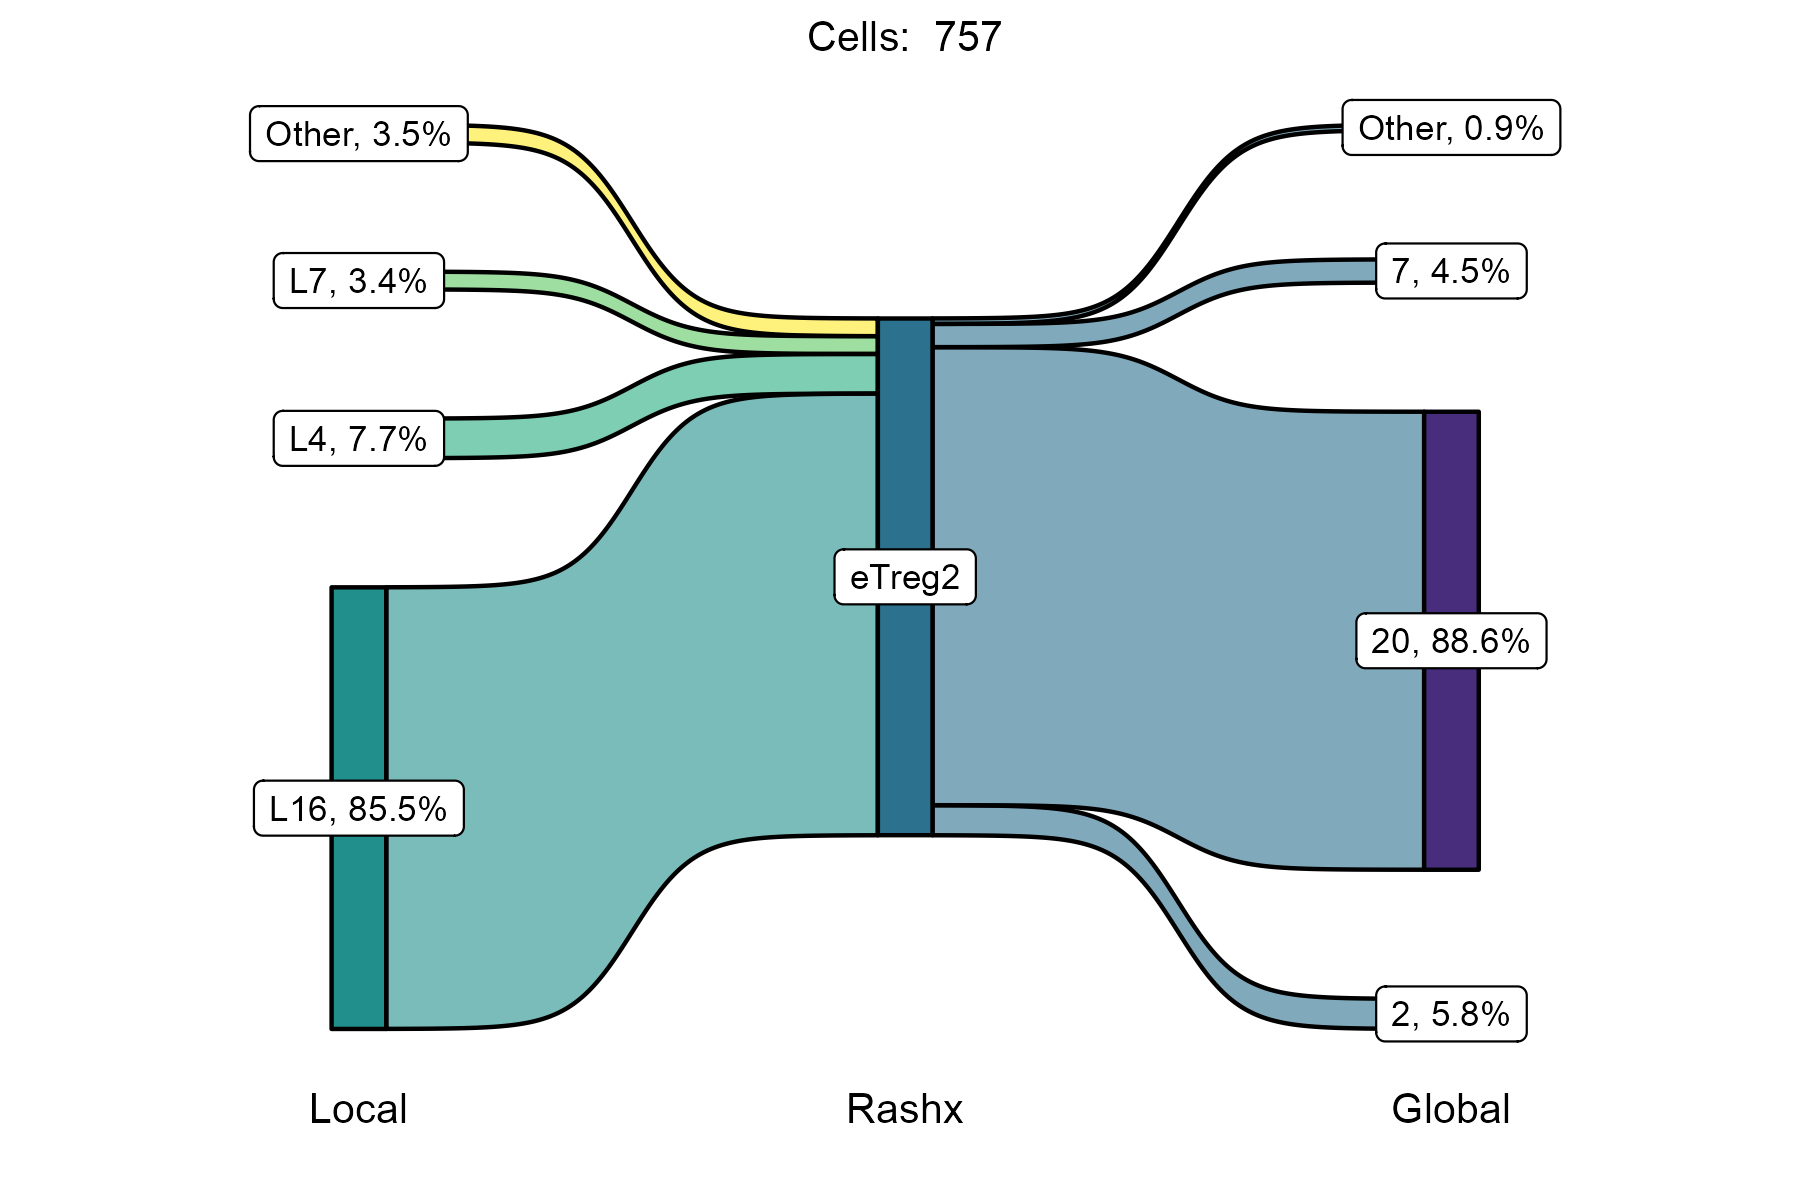 Cells:  757
Other, 3.5%
L7, 3.4%
L4, 7.7%
L16, 85.5%
eTreg2
Other, 0.9%
7, 4.5%
20, 88.6%
2, 5.8%
Local
Rashx
Global